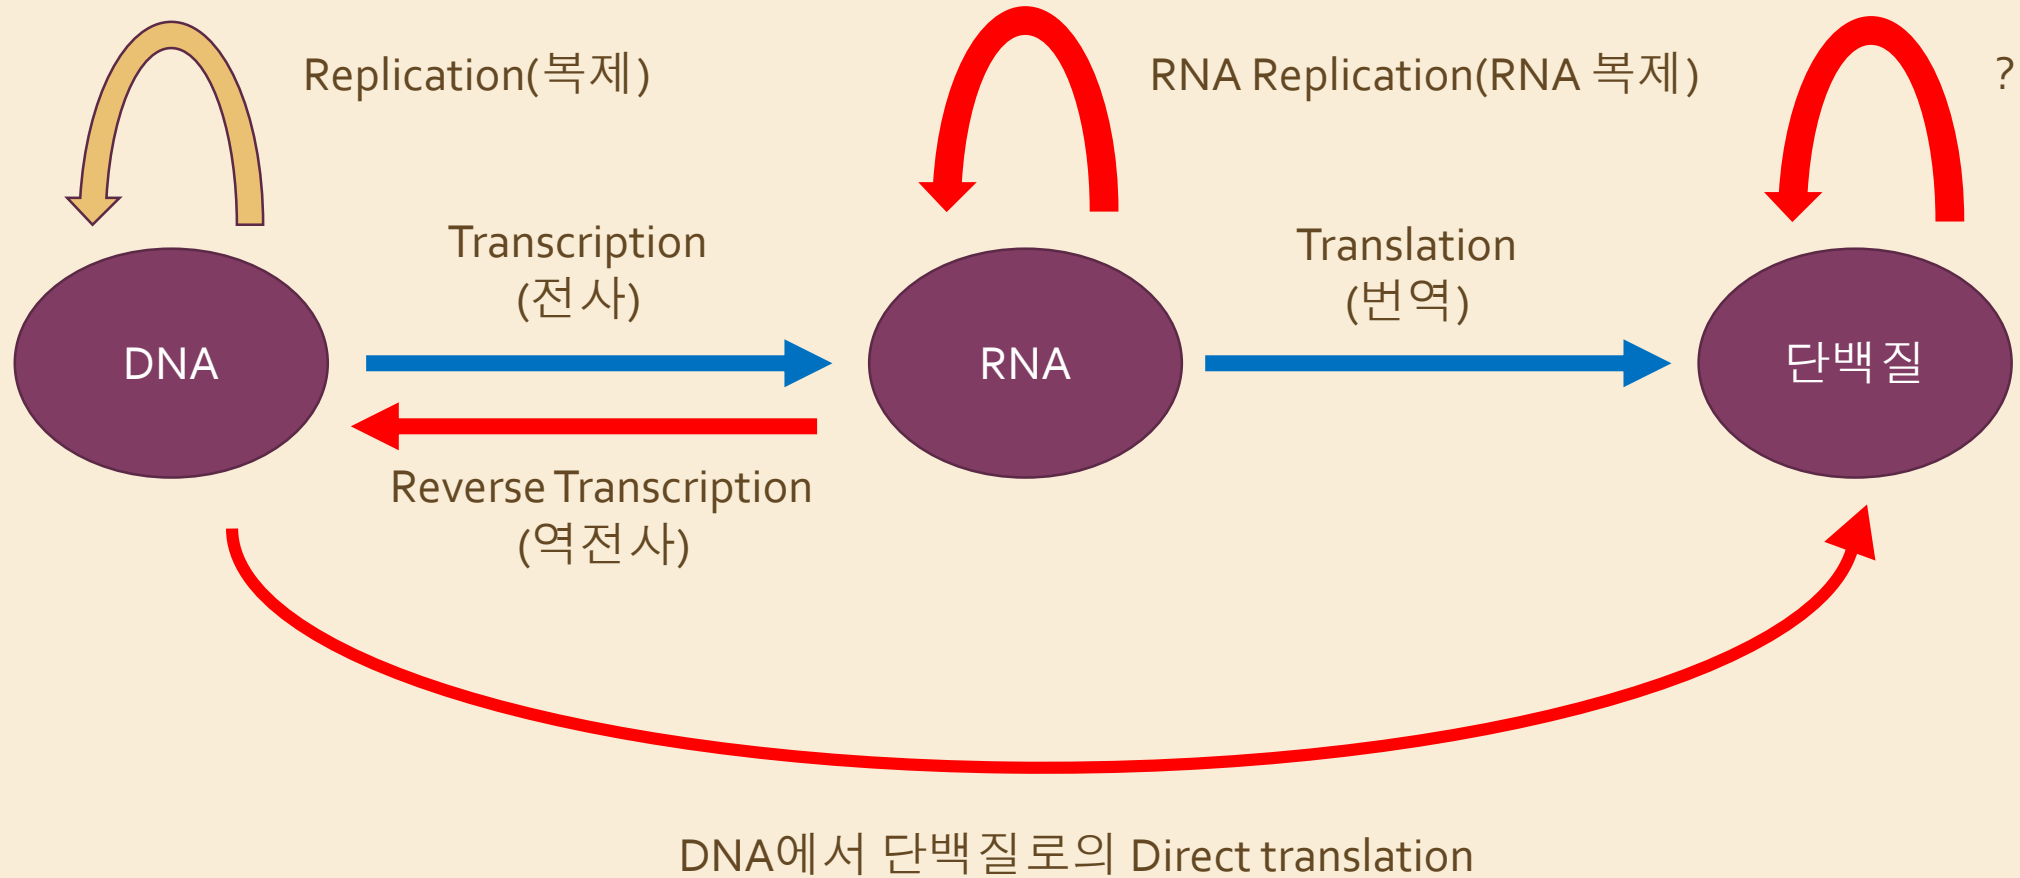 Replication(복제)
RNA Replication(RNA 복제)
?
Transcription
(전사)
Translation
(번역)
DNA
RNA
단백질
Reverse Transcription
(역전사)
DNA에서 단백질로의 Direct translation